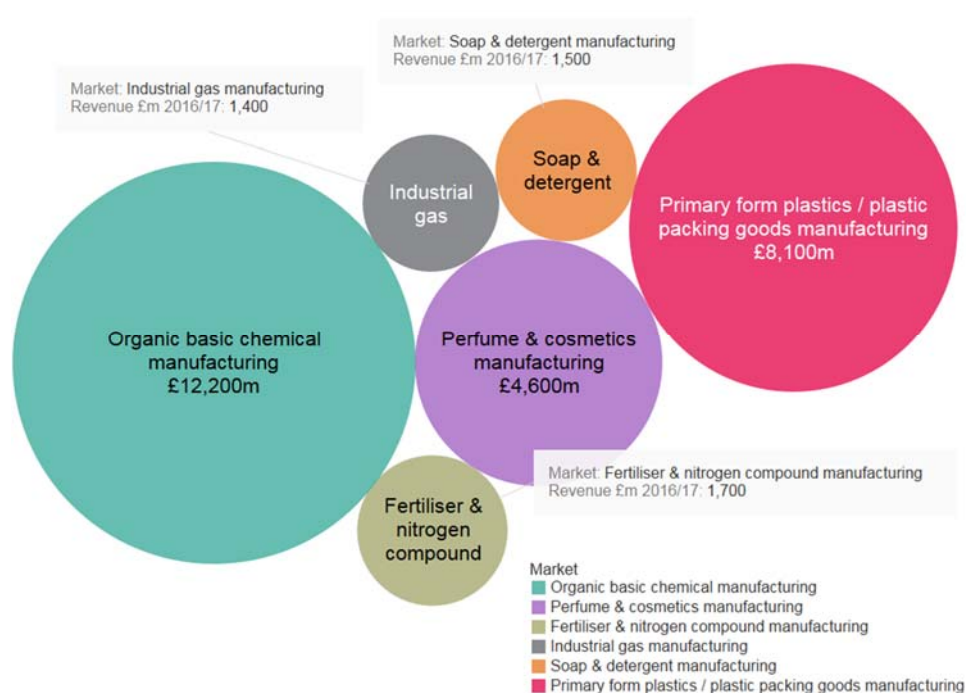 Market: Soap & detergent manufacturing
Revenue £m 2016/17: 1,500
Market: Industrial gas manufacturing
Revenue £m 2016/17: 1,400
Soap &
detergent
Industrial
gas
Primary form plastics / plastic
packing goods manufacturing
£8,100m
Organic basic chemical
manufacturing
£12,200m
Perfume & cosmetics
manufacturing
£4,600m
Market: Fertiliser & nitrogen compound manufacturing
Revenue £m 2016/17: 1,700
Fertiliser &
nitrogen
compound
Market
Organic basic chemical manufacturing
Perfume & cosmetics manufacturing
Fertiliser & nitrogen compound manufacturing
Industrial gas manufacturing
Soap & detergent manufacturing
Primary form plastics / plastic packing goods manufacturing